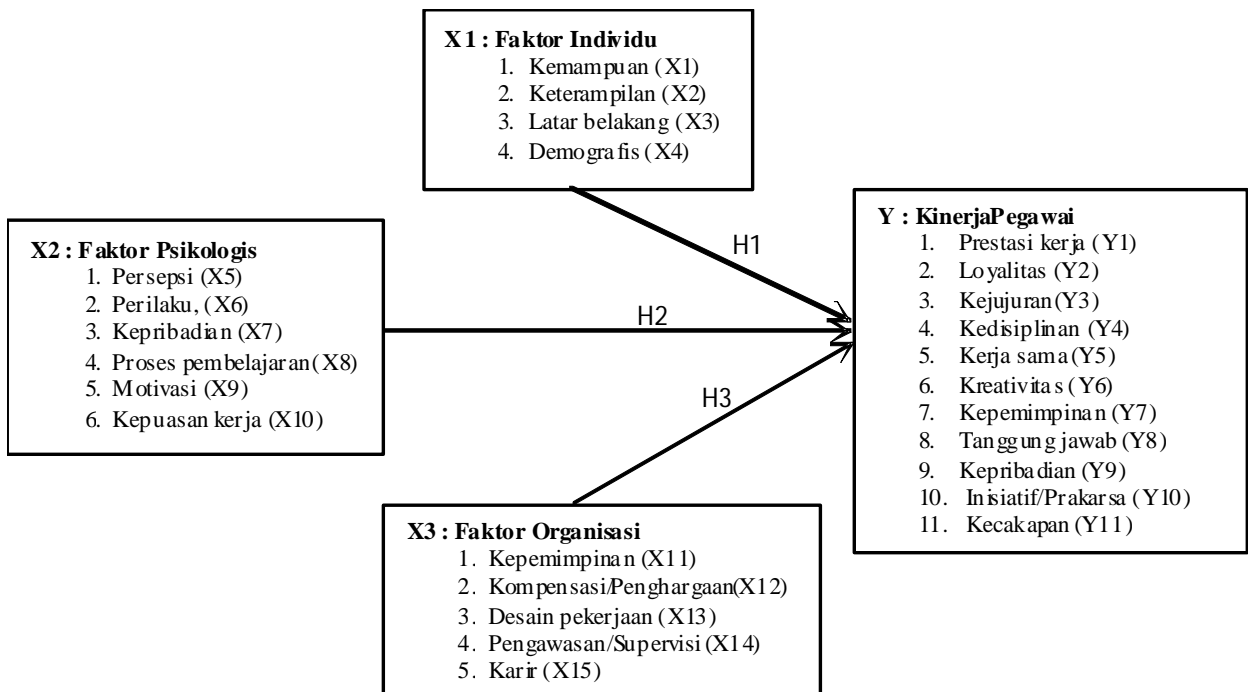 X1 : Faktor Individu
1. Kemampuan (X1)
2. Keterampilan (X2)
3. Latar belakang (X3)
4. Demografis (X4)
X2 : Faktor Psikologis
1. Persepsi (X5)
2. Perilaku, (X6)
3. Kepribadian (X7)
4. Proses pembelajaran (X8)
5. Motivasi (X9)
6. Kepuasan kerja (X10)
H1
H2
H3
X3 : Faktor Organisasi
1. Kepemimpinan (X11)
2. Kompensasi/Penghargaan(X12)
3. Desain pekerjaan (X13)
4. Pengawasan/Supervisi (X14)
5. Karir (X15)
Y : KinerjaPegawai
1. Prestasi kerja (Y1)
2. Loyalitas (Y2)
3. Kejujuran (Y3)
4. Kedisiplinan (Y4)
5. Kerja sama (Y5)
6. Kreativitas (Y6)
7. Kepemimpinan (Y7)
8. Tanggung jawab (Y8)
9. Kepribadian (Y9)
10. Inisiatif/Prakarsa (Y10)
11. Kecakapan (Y11)